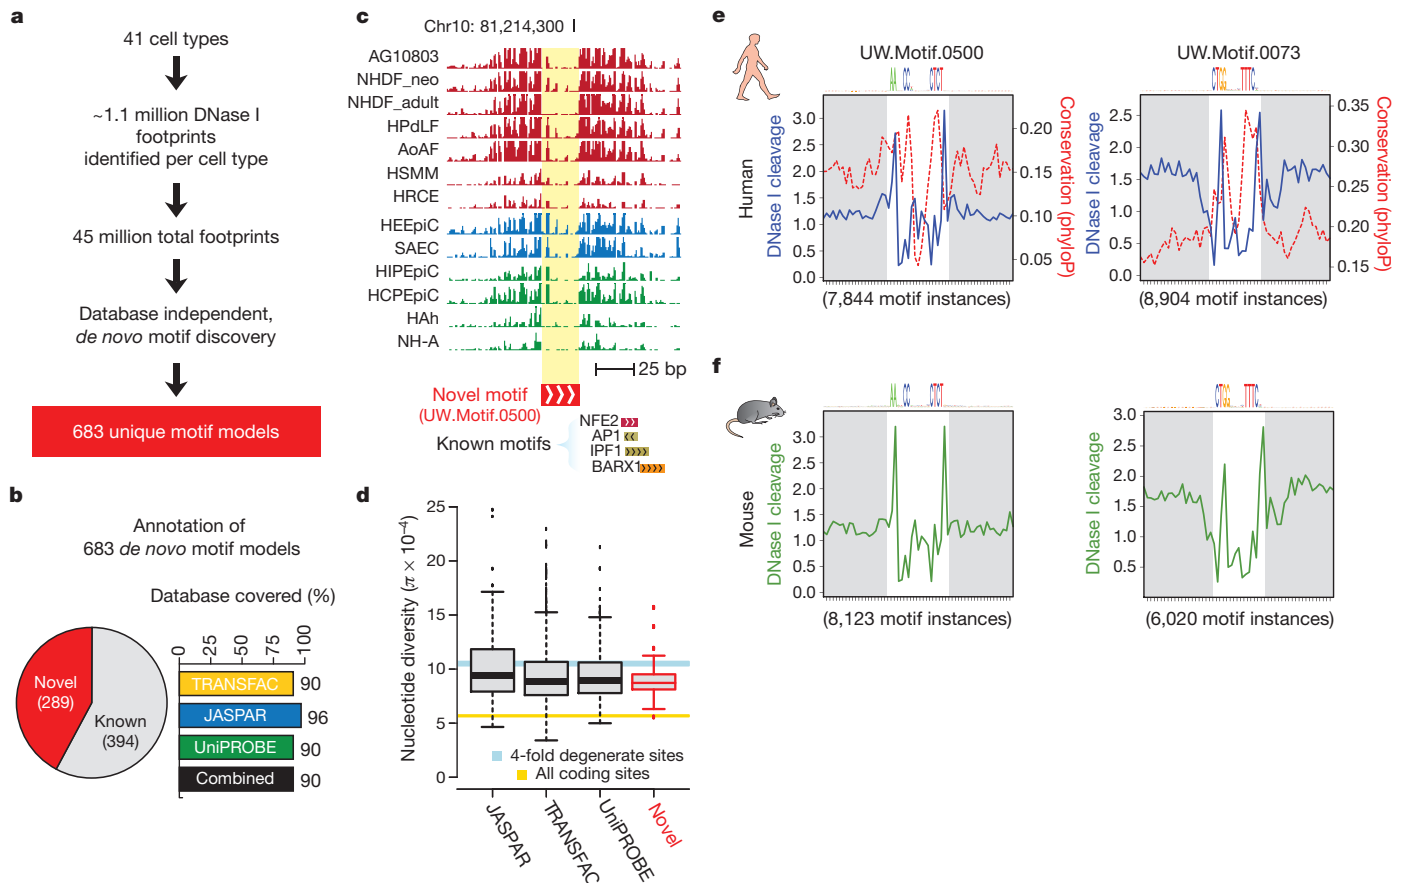 a
41 cell types
~1.1 million DNase I
footprints
identified per cell type
45 million total footprints
Database independent,
de novo motif discovery
683 unique motif models
b
Annotation of
683 de novo motif models
Database covered (%)
0
25
50
75
100
Novel
(289)
Known
(394)
TRANSFAC
90
JASPAR
96
UniPROBE
90
Combined
90
c
Chr10: 81,214,300
AG10803
NHDF_neo
NHDF_adult
HPdLF
AoAF
HSMM
HRCE
HEEpiC
SAEC
HIPEpiC
HCPEpiC
HAh
NH-A
25 bp
Novel motif
(UW.Motif.0500)
Known motifs
NFE2
AP1
IPF1
BARX1
d
Nucleotide diversity (π × 10⁻⁴)
25
20
15
10
5
0
4-fold degenerate sites
All coding sites
JASPAR
TRANSFAC
UniPROBE
Novel
e
Human
UW.Motif.0500
AA CC CTCT
DNase I cleavage
3.0
2.5
2.0
1.5
1.0
0.5
0.0
0.20
0.15
0.10
0.05
Conservation (phyloP)
(7,844 motif instances)
UW.Motif.0073
CTGG TTTC
DNase I cleavage
2.5
2.0
1.5
1.0
0.5
0.0
0.35
0.30
0.25
0.20
0.15
Conservation (phyloP)
(8,904 motif instances)
f
Mouse
AA CC CTCT
DNase I cleavage
3.0
2.5
2.0
1.5
1.0
0.5
0.0
(8,123 motif instances)
CTGG TTTC
DNase I cleavage
3.0
2.5
2.0
1.5
1.0
0.5
(6,020 motif instances)